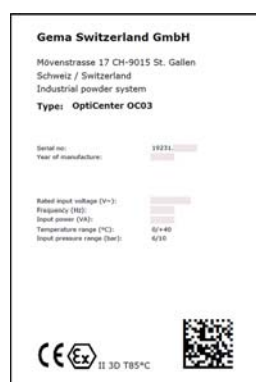 Gema Switzerland GmbH
Mövenstrasse 17 CH-9015 St. Gallen
Schweiz / Switzerland
Industrial powder system
Type: OptiCenter OC03
Serial no: 19231.
Year of manufacture:
Rated input voltage (V~):
Frequency (Hz):
Input power (VA):
Temperature range (°C): 0/+40
Input pressure range (bar): 6/10
CE Ex II 3D T85°C